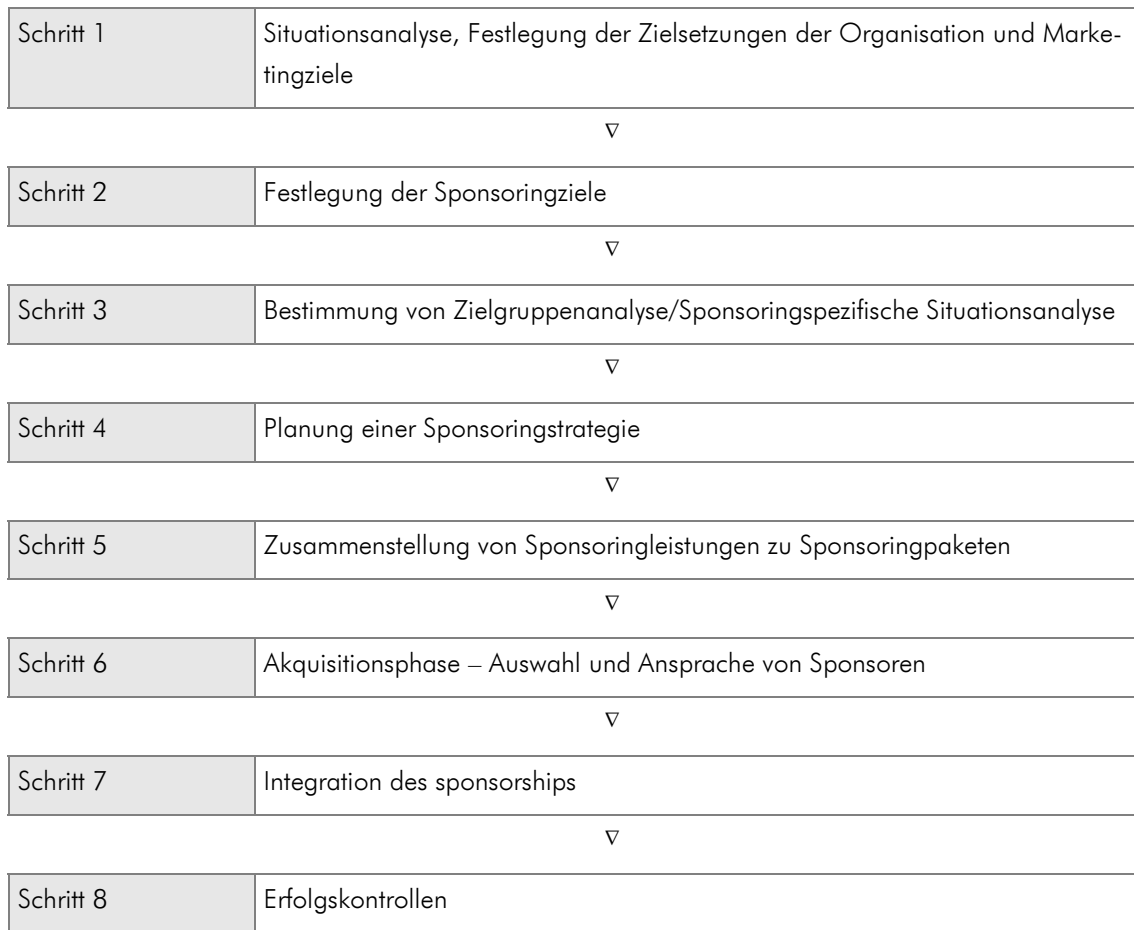 Schritt 1 Situationsanalyse, Festlegung der Zielsetzungen der Organisation und Marke-
tingziele
∇
Schritt 2 Festlegung der Sponsoringziele
∇
Schritt 3 Bestimmung von Zielgruppenanalyse/Sponsoringspezifische Situationsanalyse
∇
Schritt 4 Planung einer Sponsoringstrategie
∇
Schritt 5 Zusammenstellung von Sponsoringleistungen zu Sponsoringpaketen
∇
Schritt 6 Akquisitionsphase – Auswahl und Ansprache von Sponsoren
∇
Schritt 7 Integration des sponsorships
∇
Schritt 8 Erfolgskontrollen